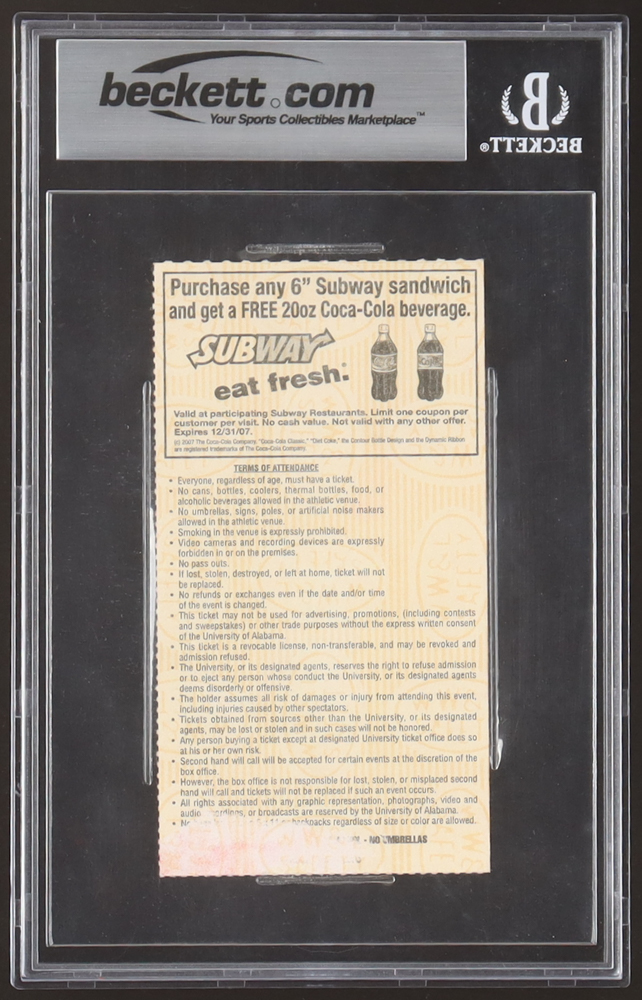 beckett.com
Your Sports Collectibles Marketplace™
B
BECKETT®
Purchase any 6" Subway sandwich
and get a FREE 20oz Coca-Cola beverage.
SUBWAY
eat fresh.®
Valid at participating Subway Restaurants. Limit one coupon per
customer per visit. No cash value. Not valid with any other offer.
Expires 12/31/07.
© 2007 The Coca-Cola Company. "Coca-Cola Classic," "Diet Coke," the Contour Bottle Design and the Dynamic Ribbon
are registered trademarks of The Coca-Cola Company.
TERMS OF ATTENDANCE
• Everyone, regardless of age, must have a ticket.
• No cans, bottles, coolers, thermal bottles, food, or
alcoholic beverages allowed in the athletic venue.
• No umbrellas, signs, poles, or artificial noise makers
allowed in the athletic venue.
• Smoking in the venue is expressly prohibited.
• Video cameras and recording devices are expressly
forbidden in or on the premises.
• No pass outs.
• If lost, stolen, destroyed, or left at home, ticket will not
be replaced.
• No refunds or exchanges even if the date and/or time
of the event is changed.
• This ticket may not be used for advertising, promotions, (including contests
and sweepstakes) or other trade purposes without the express written consent
of the University of Alabama.
• This ticket is a revocable license, non-transferable, and may be revoked and
admission refused.
• The University, or its designated agents, reserves the right to refuse admission
or to eject any person whose conduct the University, or its designated agents
deems disorderly or offensive.
• The holder assumes all risk of damages or injury from attending this event,
including injuries caused by other spectators.
• Tickets obtained from sources other than the University, or its designated
agents, may be lost or stolen and in such cases will not be honored.
• Any person buying a ticket except at designated University ticket office does so
at his or her own risk.
• Second hand will call will be accepted for certain events at the discretion of the
box office.
• However, the box office is not responsible for lost, stolen, or misplaced second
hand will call and tickets will not be replaced if such an event occurs.
• All rights associated with any graphic representation, photographs, video and
audio or broadcasts are reserved by the University of Alabama.
• backpacks regardless of size or color are allowed.
- NO UMBRELLAS